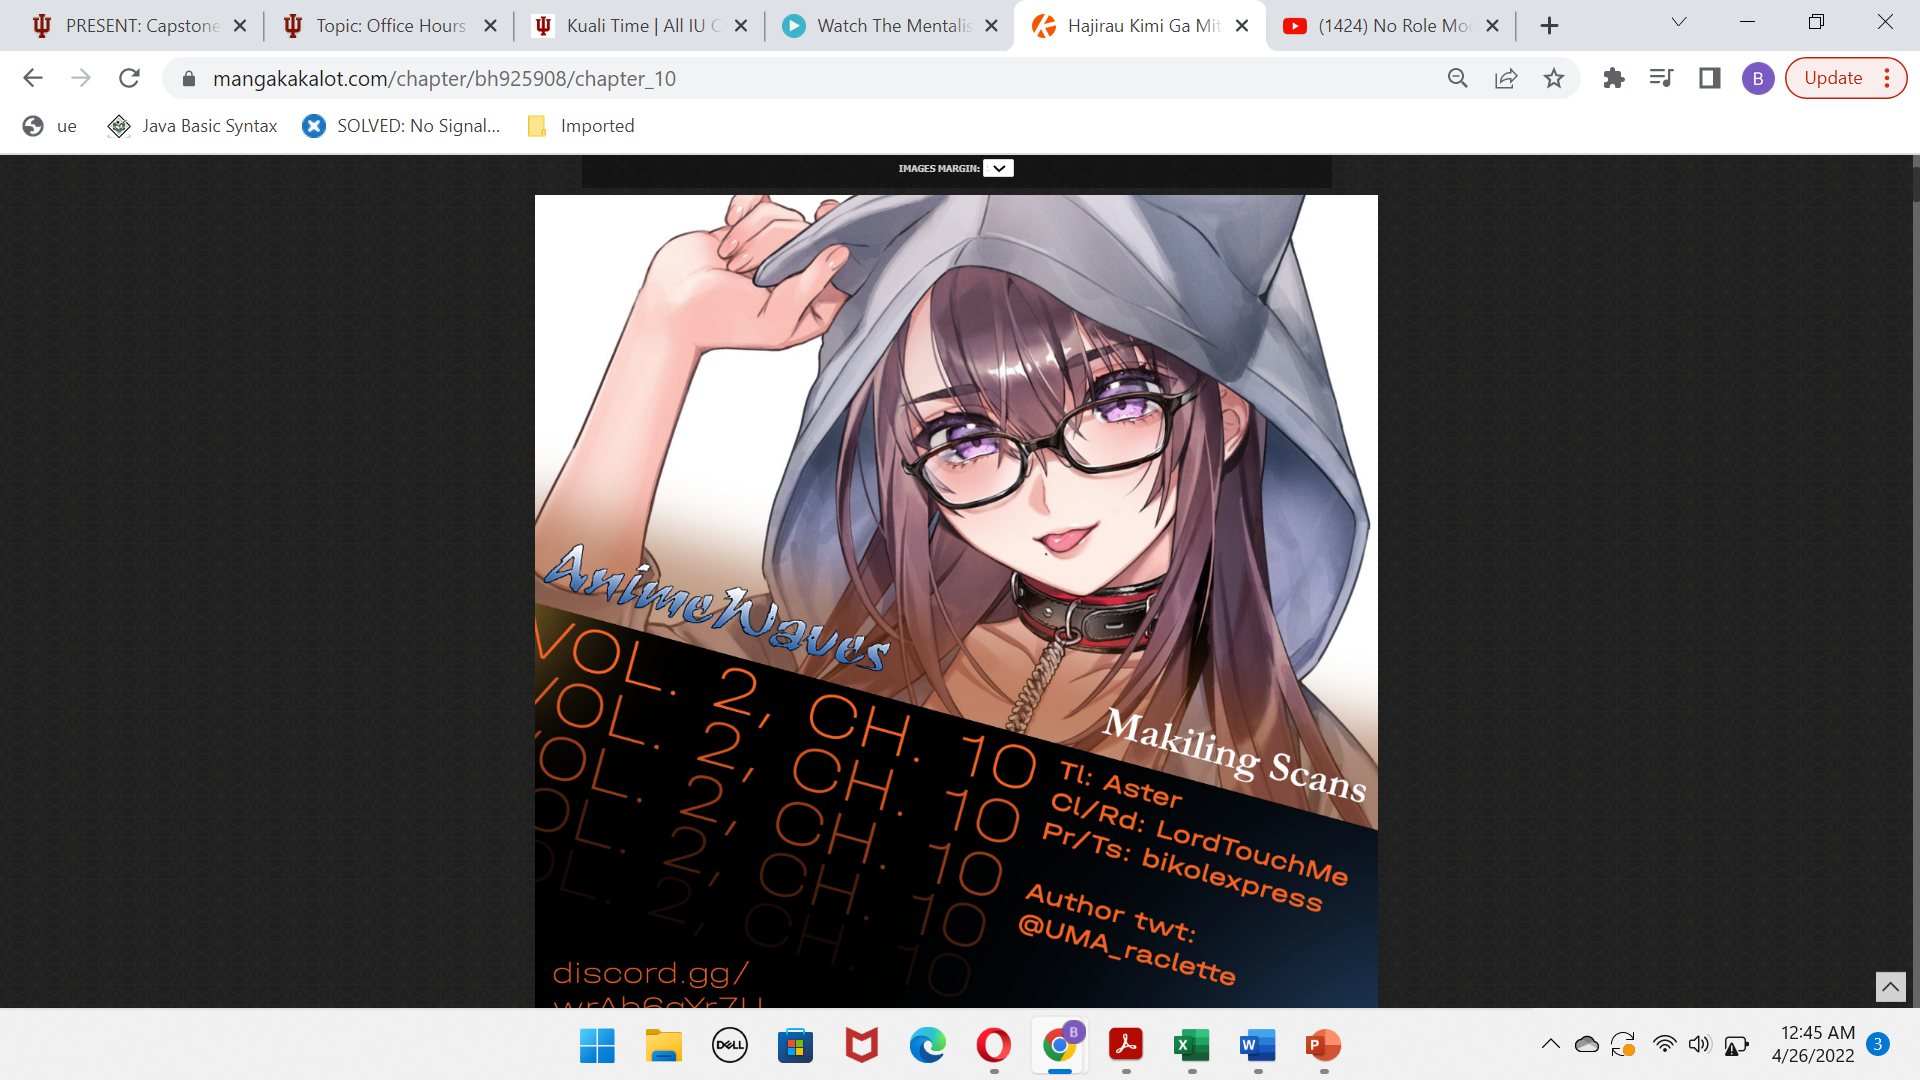 PRESENT: Capstone
Topic: Office Hours
Kuali Time | All IU C
Watch The Mentalis
Hajirau Kimi Ga Mit
(1424) No Role Mod
mangakakalot.com/chapter/bh925908/chapter_10
B
Update
ue
Java Basic Syntax
SOLVED: No Signal...
Imported
IMAGES MARGIN:
AnimeWaves
VOL. 2, CH. 10
VOL. 2, CH. 10
VOL. 2, CH. 10
OL. 2, CH. 10
OL. 2, CH. 10
Makiling Scans
Tl: Aster
Cl/Rd: LordTouchMe
Pr/Ts: bikolexpress
Author twt:
@UMA_raclette
discord.gg/
DELL
B
X
W
P
12:45 AM
4/26/2022
3